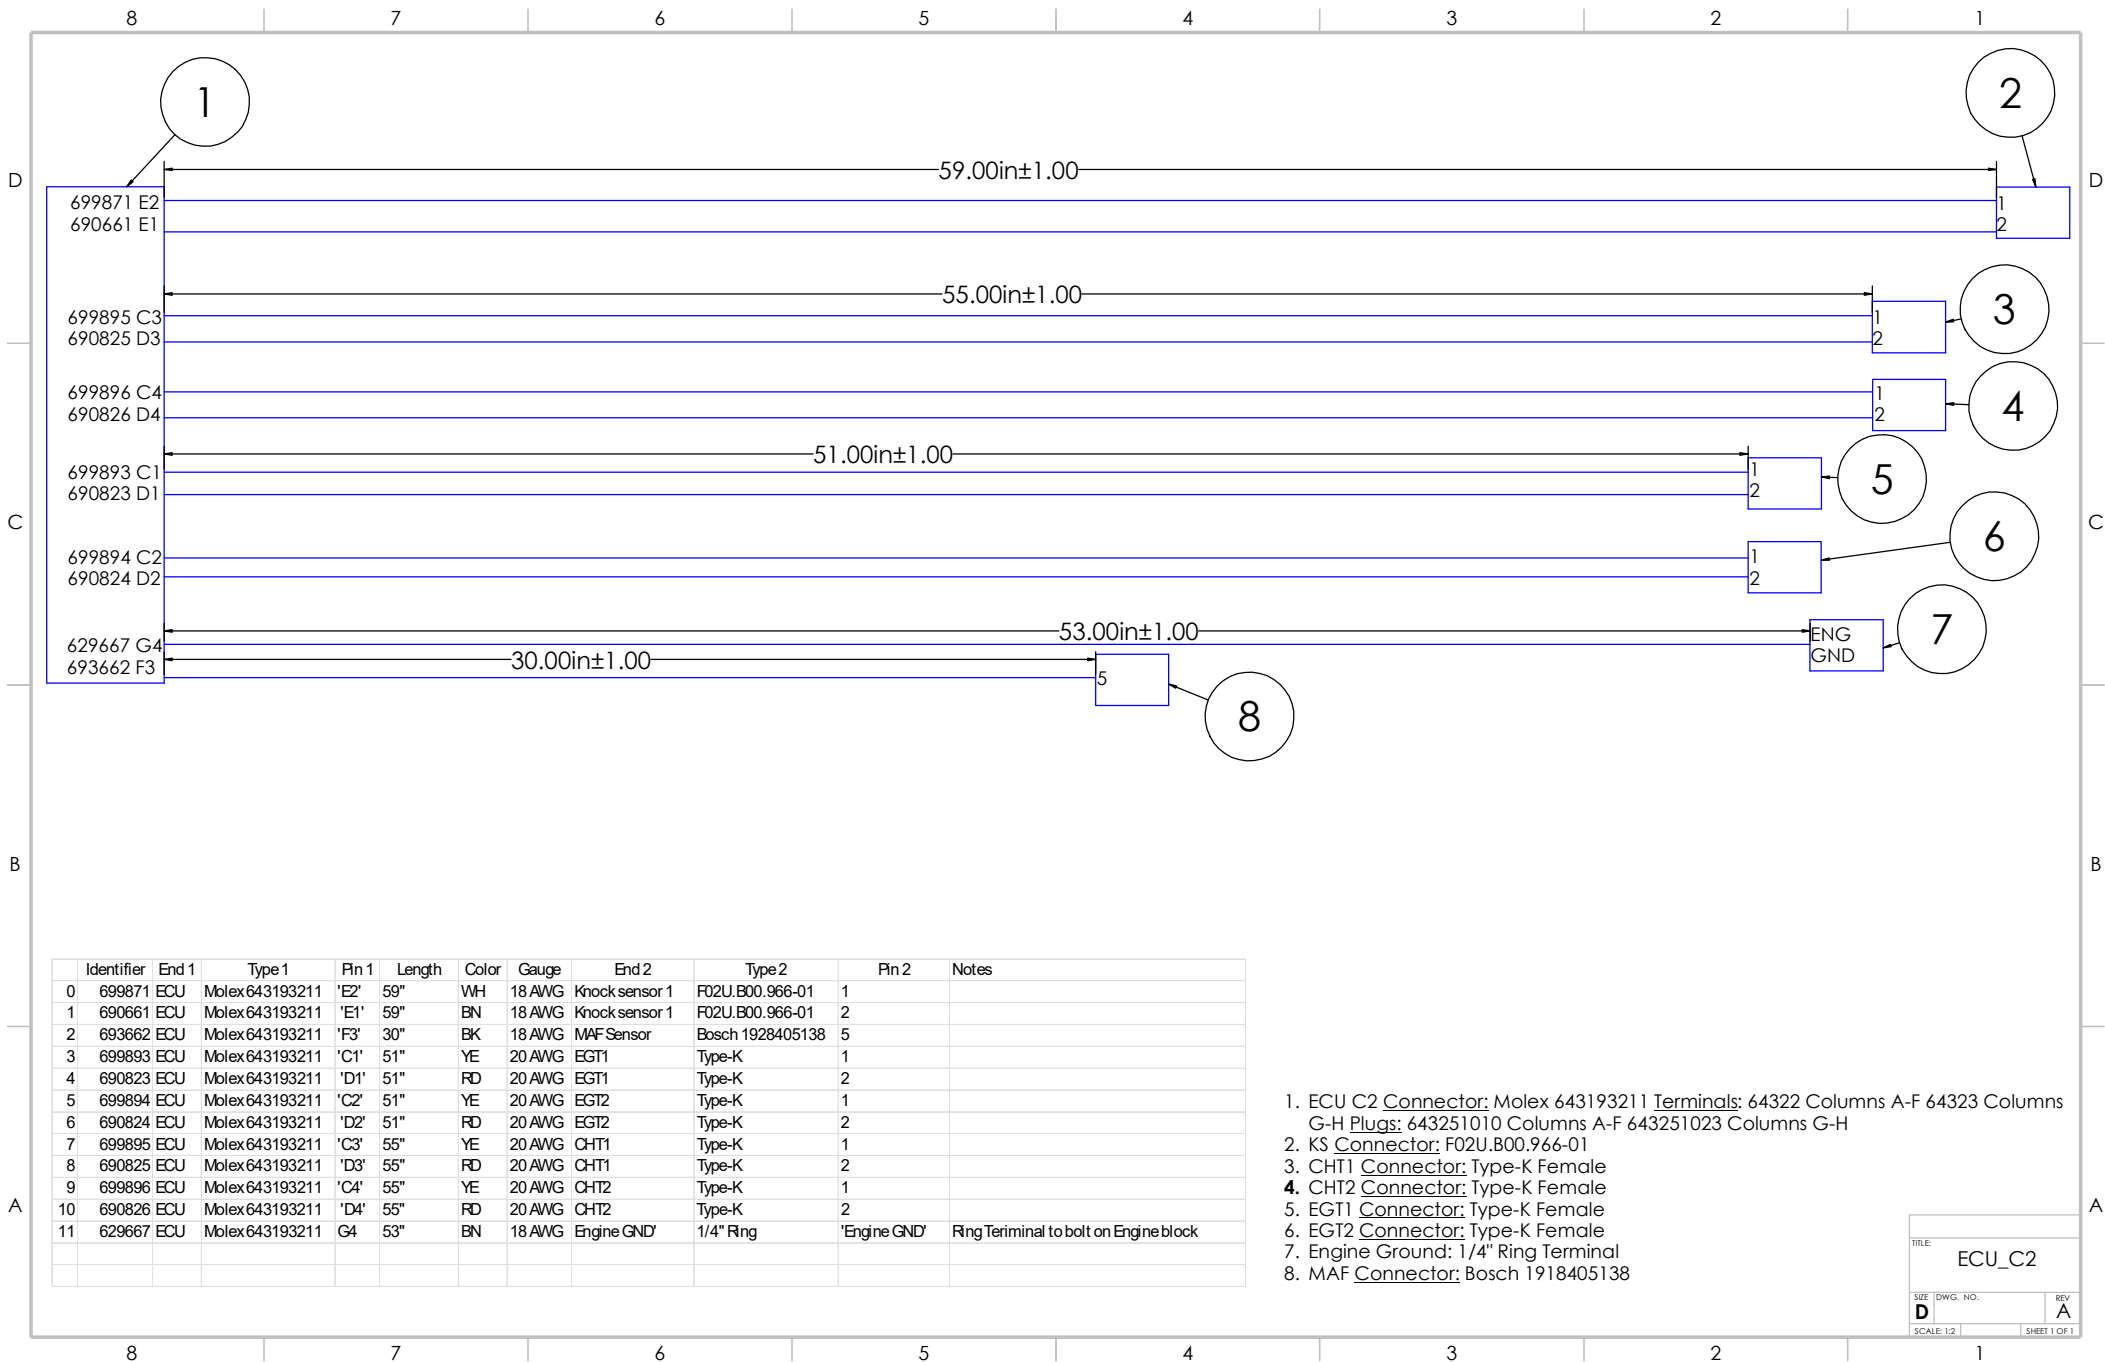 8 7 6 5 4 3 2 1
1
2
D
D
59.00in±1.00
699871 E2
690661 E1
1
2
55.00in±1.00
3
699895 C3
690825 D3
1
2
699896 C4
690826 D4
1
2
4
51.00in±1.00
699893 C1
690823 D1
1
2
5
C
C
699894 C2
690824 D2
1
2
6
53.00in±1.00
629667 G4
ENG
GND
7
30.00in±1.00
693662 F3
5
8
B
B
Identifier End 1 Type 1 Pin 1 Length Color Gauge End 2 Type 2 Pin 2 Notes
0 699871 ECU Molex 643193211 'E2' 59" WH 18 AWG Knock sensor 1 F02U.B00.966-01 1
1 690661 ECU Molex 643193211 'E1' 59" BN 18 AWG Knock sensor 1 F02U.B00.966-01 2
2 693662 ECU Molex 643193211 'F3' 30" BK 18 AWG MAF Sensor Bosch 1928405138 5
3 699893 ECU Molex 643193211 'C1' 51" YE 20 AWG EGT1 Type-K 1
4 690823 ECU Molex 643193211 'D1' 51" RD 20 AWG EGT1 Type-K 2
5 699894 ECU Molex 643193211 'C2' 51" YE 20 AWG EGT2 Type-K 1
6 690824 ECU Molex 643193211 'D2' 51" RD 20 AWG EGT2 Type-K 2
7 699895 ECU Molex 643193211 'C3' 55" YE 20 AWG CHT1 Type-K 1
8 690825 ECU Molex 643193211 'D3' 55" RD 20 AWG CHT1 Type-K 2
9 699896 ECU Molex 643193211 'C4' 55" YE 20 AWG CHT2 Type-K 1
10 690826 ECU Molex 643193211 'D4' 55" RD 20 AWG CHT2 Type-K 2
11 629667 ECU Molex 643193211 G4 53" BN 18 AWG Engine GND' 1/4" Ring 'Engine GND' Ring Teriminal to bolt on Engine block
1. ECU C2 Connector: Molex 643193211 Terminals: 64322 Columns A-F 64323 Columns
G-H Plugs: 643251010 Columns A-F 643251023 Columns G-H
2. KS Connector: F02U.B00.966-01
3. CHT1 Connector: Type-K Female
4. CHT2 Connector: Type-K Female
5. EGT1 Connector: Type-K Female
6. EGT2 Connector: Type-K Female
7. Engine Ground: 1/4" Ring Terminal
8. MAF Connector: Bosch 1918405138
A
A
TITLE:
ECU_C2
SIZE DWG. NO. REV
D A
SCALE: 1:2 SHEET 1 OF 1
8 7 6 5 4 3 2 1